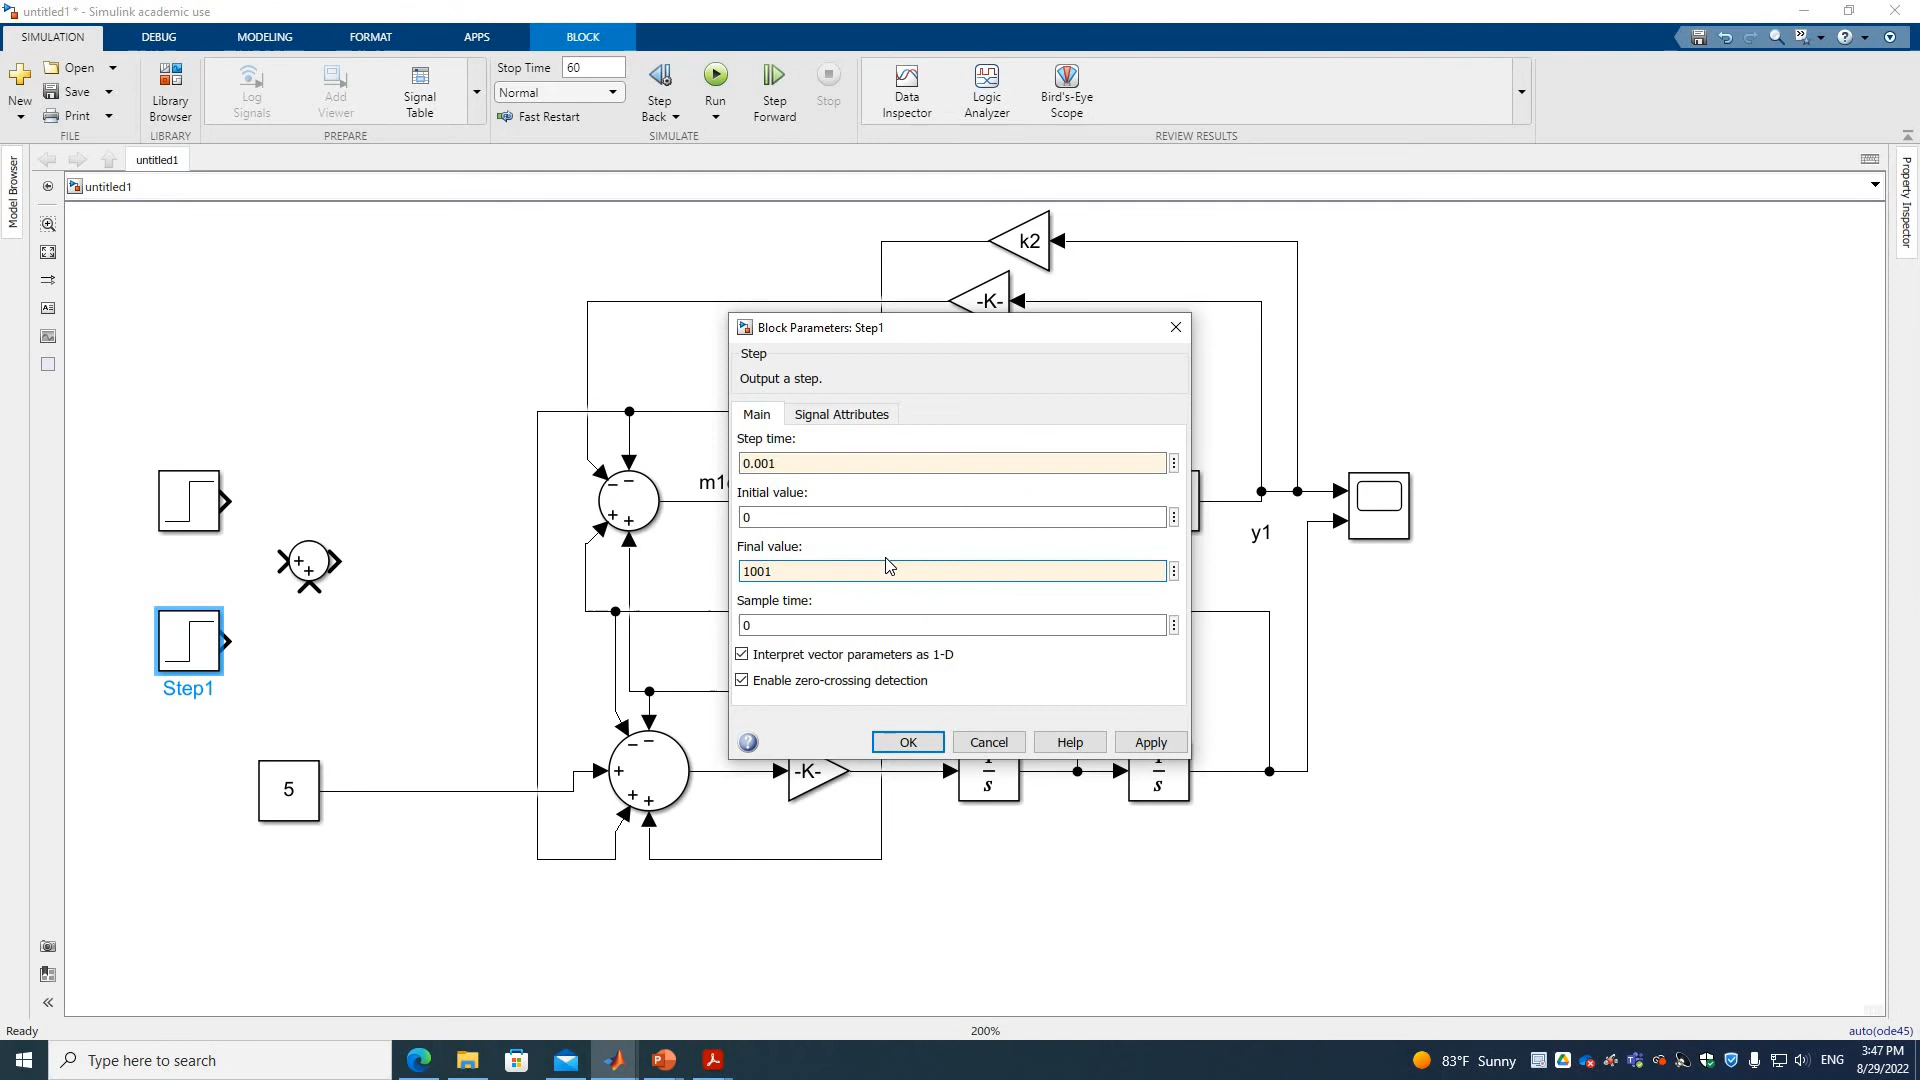 untitled1 * - Simulink academic use
SIMULATION
DEBUG
MODELING
FORMAT
APPS
BLOCK
New
Open
Save
Print
FILE
Library
Browser
LIBRARY
Log
Signals
Add
Viewer
Signal
Table
PREPARE
Stop Time
60
Normal
Fast Restart
Step
Back
Run
Step
Forward
Stop
SIMULATE
Data
Inspector
Logic
Analyzer
Bird's-Eye
Scope
REVIEW RESULTS
Model Browser
untitled1
untitled1
Property Inspector
k2
-K-
Block Parameters: Step1
Step
Output a step.
Main
Signal Attributes
Step time:
0.001
Initial value:
0
Final value:
1001
Sample time:
0
Interpret vector parameters as 1-D
Enable zero-crossing detection
OK
Cancel
Help
Apply
y1
Step1
5
-K-
s
s
Ready
200%
auto(ode45)
Type here to search
83°F Sunny
ENG
3:47 PM
8/29/2022